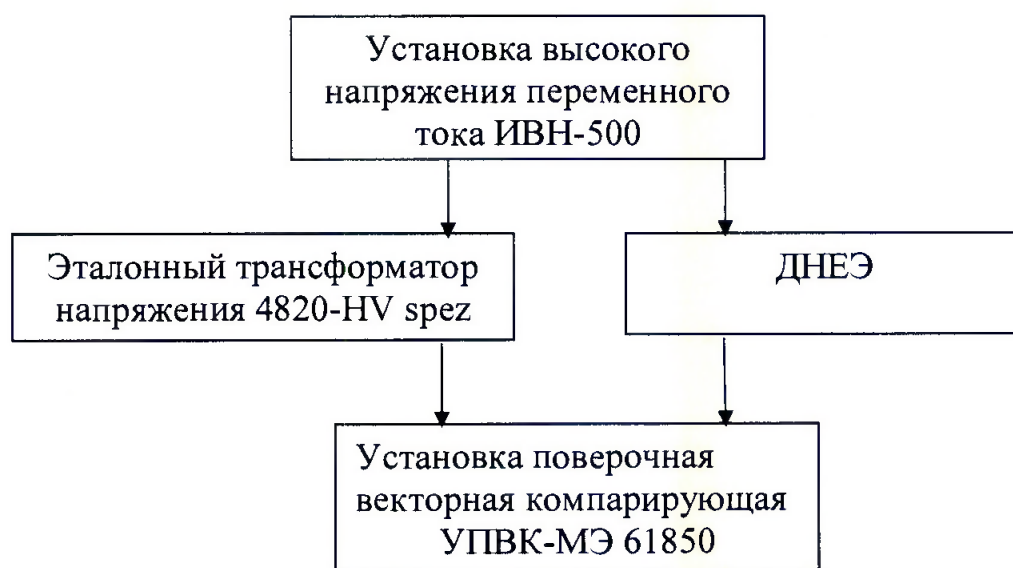 Установка высокого
напряжения переменного
тока ИВН-500
Эталонный трансформатор
напряжения 4820-HV spez
ДНЕЭ
Установка поверочная
векторная компарирующая
УПВК-МЭ 61850